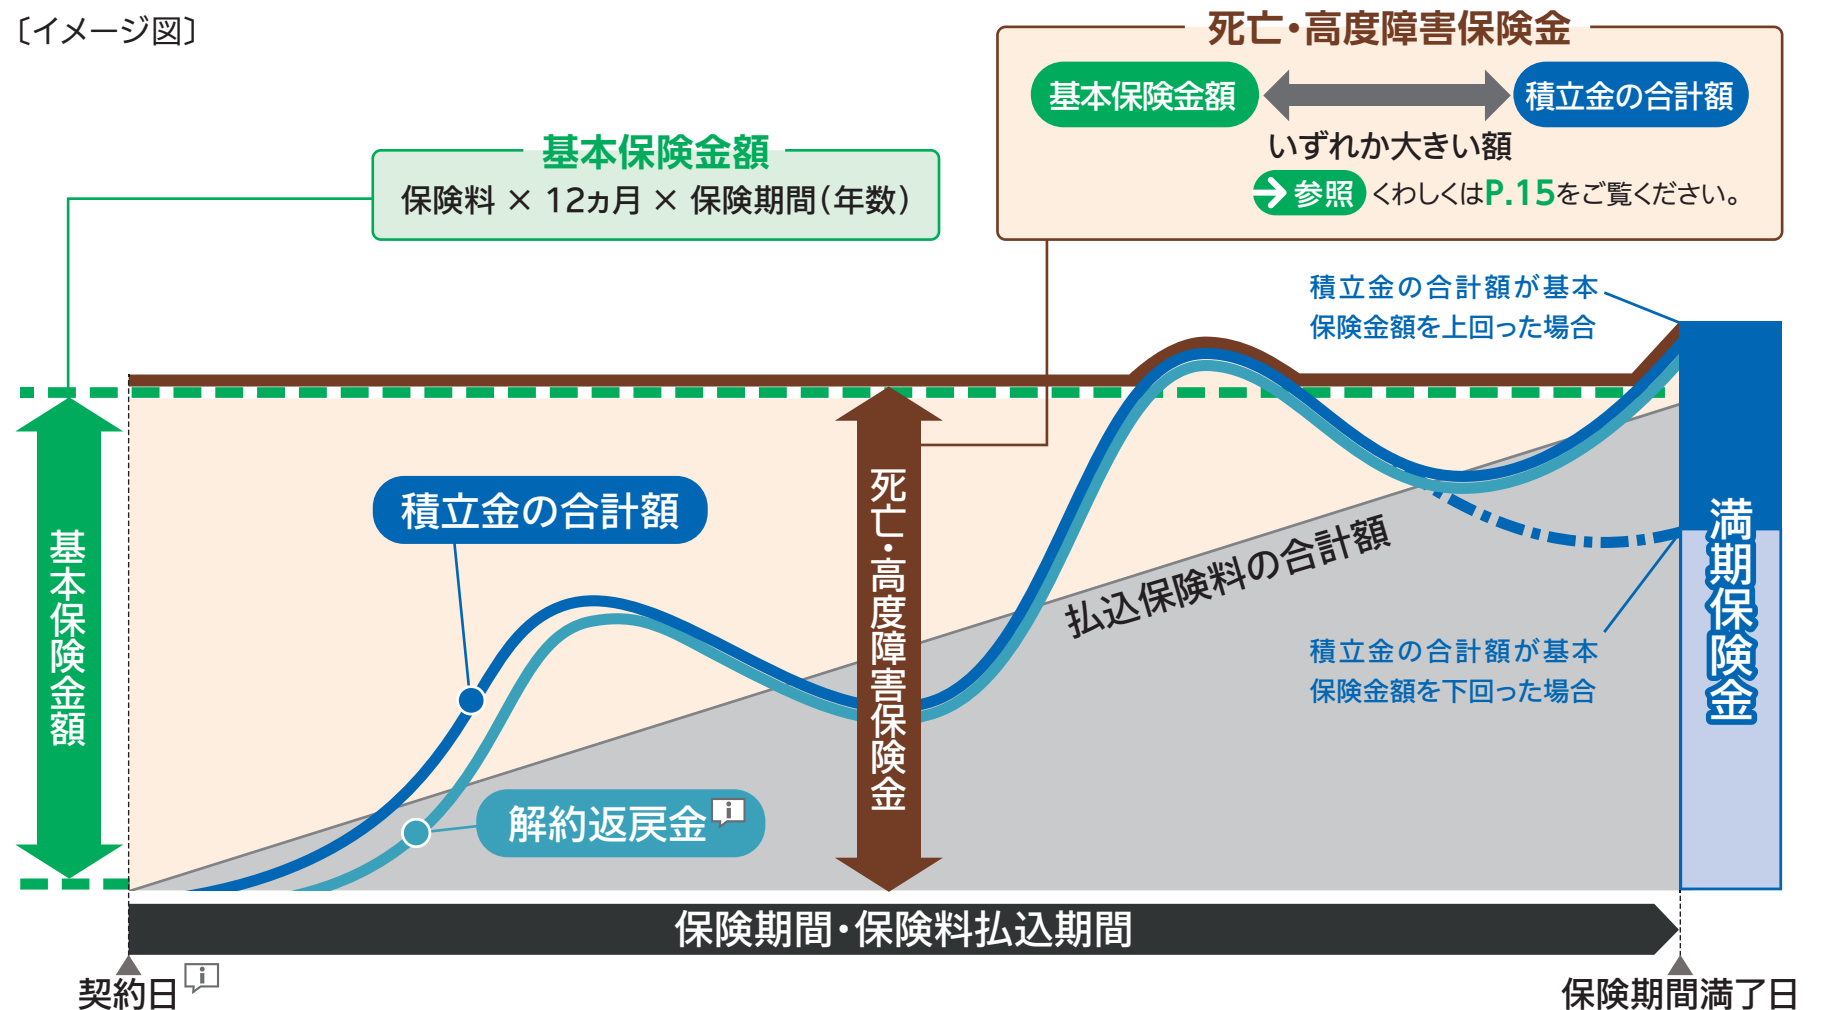 〔イメージ図〕
死亡・高度障害保険金
基本保険金額
積立金の合計額
いずれか大きい額
参照 くわしくはP.15をご覧ください。
基本保険金額
保険料 × 12ヵ月 × 保険期間(年数)
積立金の合計額が基本
保険金額を上回った場合
基本保険金額
積立金の合計額
死亡・高度障害保険金
払込保険料の合計額
解約返戻金
積立金の合計額が基本
保険金額を下回った場合
満期保険金
保険期間・保険料払込期間
契約日
保険期間満了日